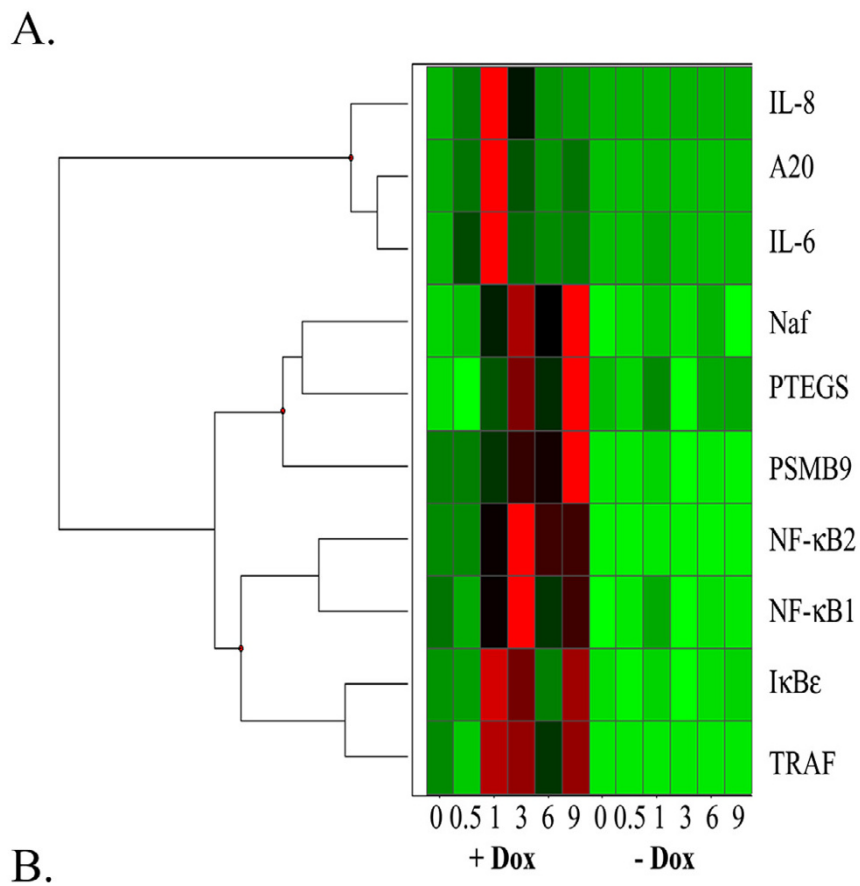 A.
IL-8
A20
IL-6
Naf
PTEGS
PSMB9
NF-κB2
NF-κB1
IκBε
TRAF
0 0.5 1 3 6 9 0 0.5 1 3 6 9
+ Dox - Dox
B.